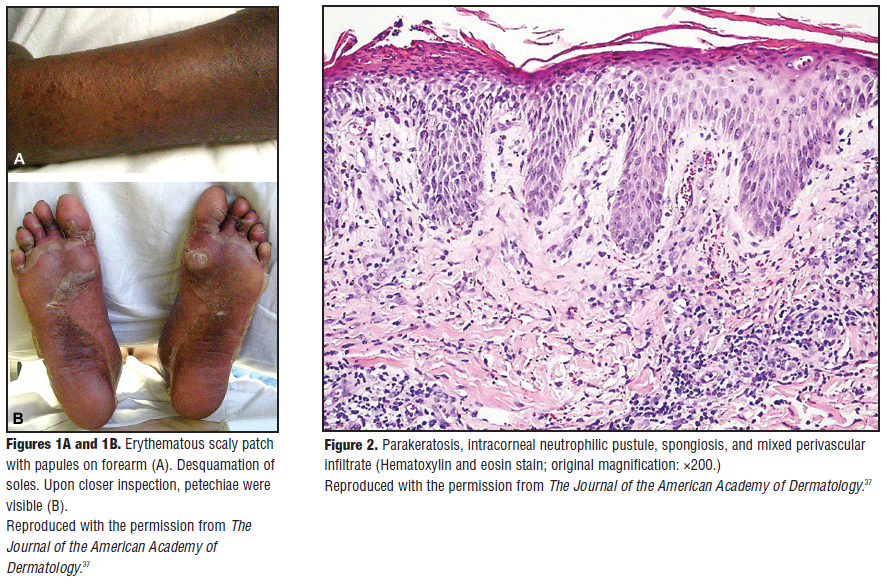 A
B
Figures 1A and 1B. Erythematous scaly patch
with papules on forearm (A). Desquamation of
soles. Upon closer inspection, petechiae were
visible (B).
Reproduced with the permission from The
Journal of the American Academy of
Dermatology.37
Figure 2. Parakeratosis, intracorneal neutrophilic pustule, spongiosis, and mixed perivascular
infiltrate (Hematoxylin and eosin stain; original magnification: ×200.)
Reproduced with the permission from The Journal of the American Academy of Dermatology.37